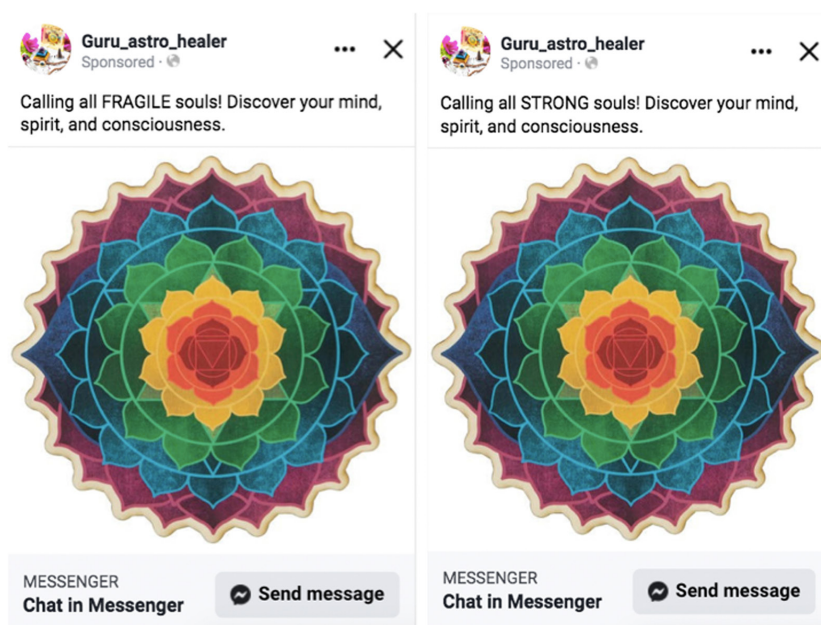 Guru_astro_healer
Sponsored ·
Calling all FRAGILE souls! Discover your mind,
spirit, and consciousness.
MESSENGER
Chat in Messenger
Send message
Guru_astro_healer
Sponsored ·
Calling all STRONG souls! Discover your mind,
spirit, and consciousness.
MESSENGER
Chat in Messenger
Send message